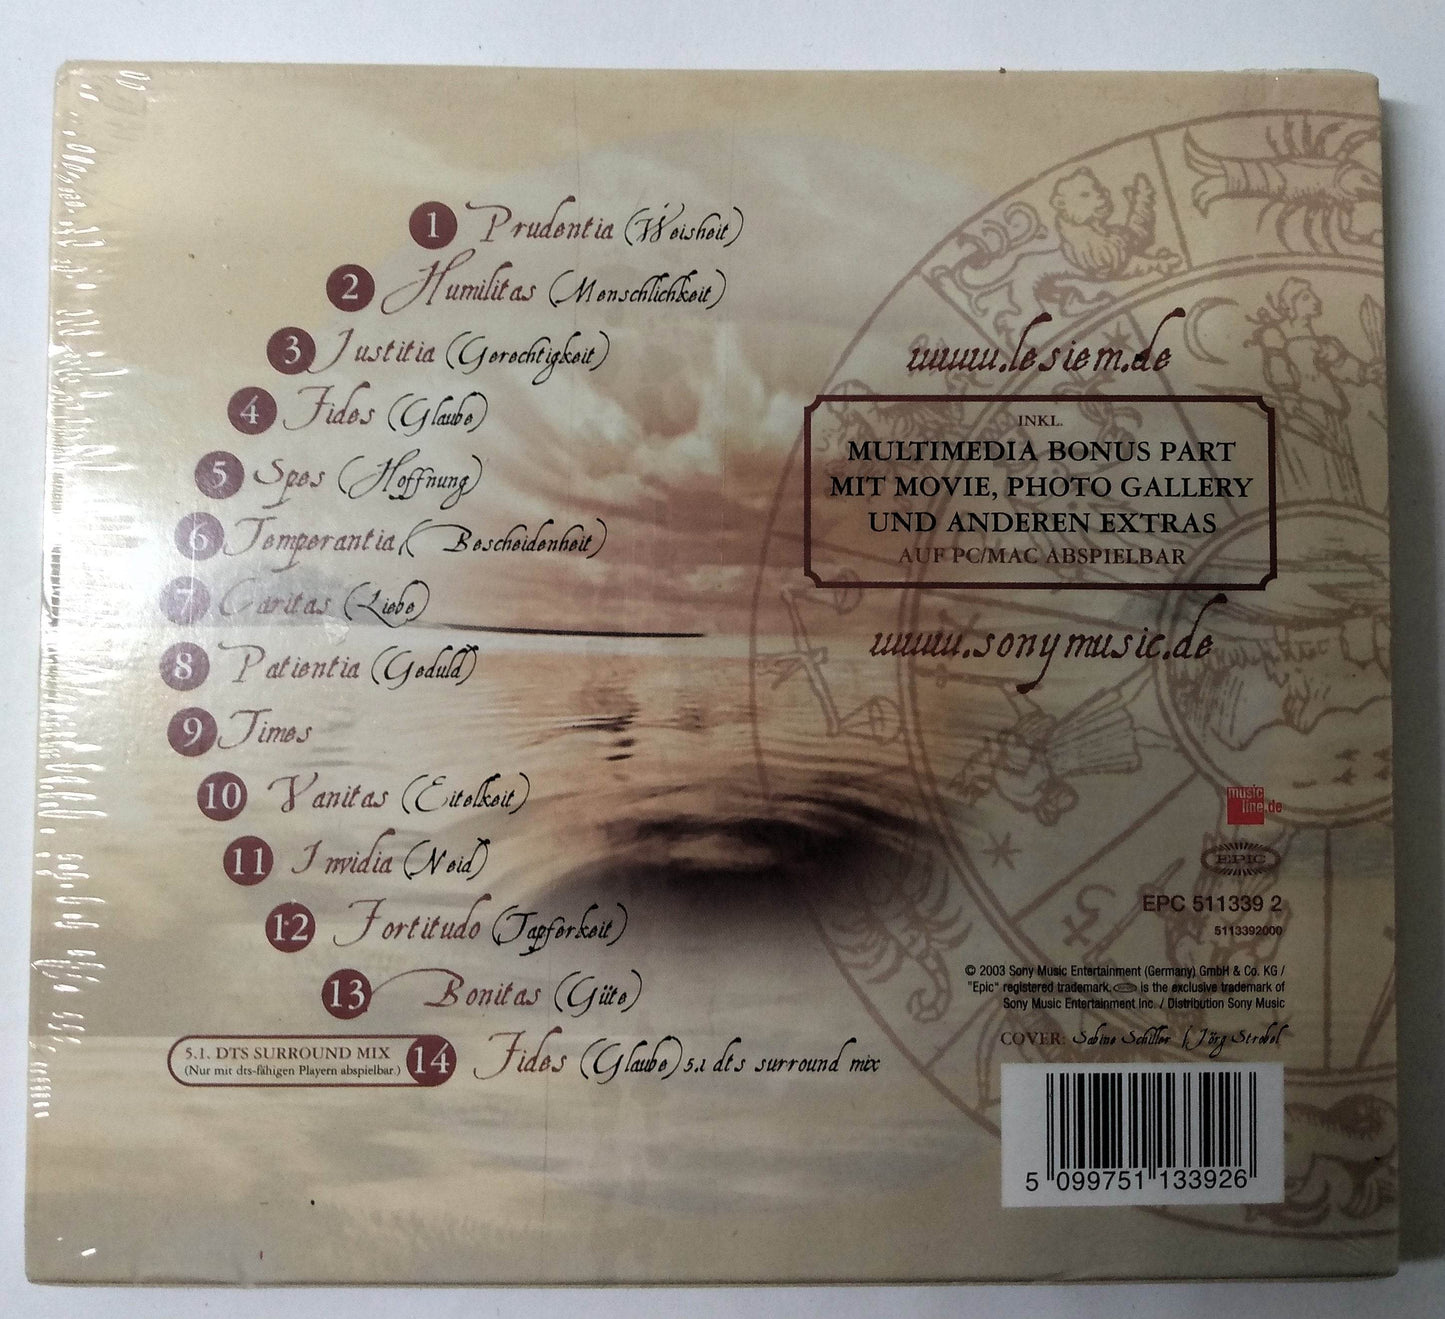 1 Prudentia (Weisheit)
2 Humilitas (Menschlichkeit)
3 Justitia (Gerechtigkeit)
4 Fides (Glaube)
5 Spes (Hoffnung)
6 Temperantia (Bescheidenheit)
7 Caritas (Liebe)
8 Patientia (Geduld)
9 Times
10 Vanitas (Eitelkeit)
11 Invidia (Neid)
12 Fortitudo (Tapferkeit)
13 Bonitas (Güte)
5.1. DTS SURROUND MIX
(Nur mit dts-fähigen Playern abspielbar.)
14 Fides (Glaube) 5.1 dts surround mix
www.lesiem.de
INKL.
MULTIMEDIA BONUS PART
MIT MOVIE, PHOTO GALLERY
UND ANDEREN EXTRAS
AUF PC/MAC ABSPIELBAR
www.sonymusic.de
music
line.de
EPIC
EPC 511339 2
5113392000
© 2003 Sony Music Entertainment (Germany) GmbH & Co. KG /
"Epic" registered trademark, is the exclusive trademark of
Sony Music Entertainment Inc. / Distribution Sony Music
COVER: Sabine Schiller / Jörg Strobel
5 099751 133926